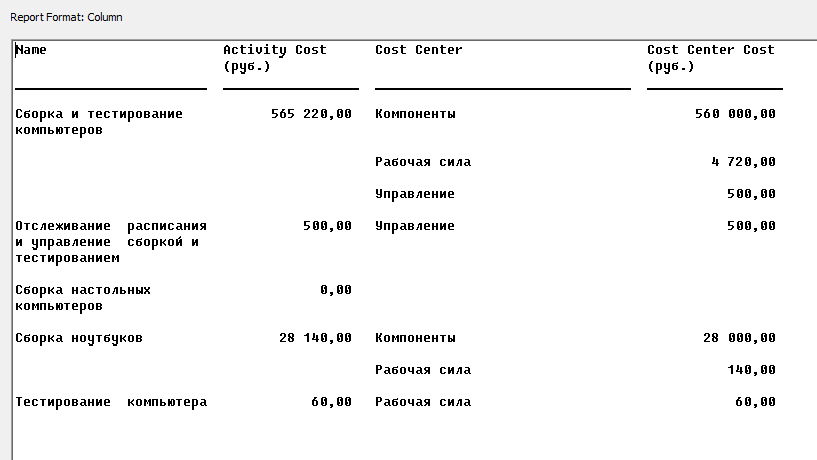 Report Format: Column
Name Activity Cost Cost Center Cost Center Cost
(руб.) (руб.)
Сборка и тестирование 565 220,00 Компоненты 560 000,00
компьютеров
Рабочая сила 4 720,00
Управление 500,00
Отслеживание расписания 500,00 Управление 500,00
и управление сборкой и
тестированием
Сборка настольных 0,00
компьютеров
Сборка ноутбуков 28 140,00 Компоненты 28 000,00
Рабочая сила 140,00
Тестирование компьютера 60,00 Рабочая сила 60,00